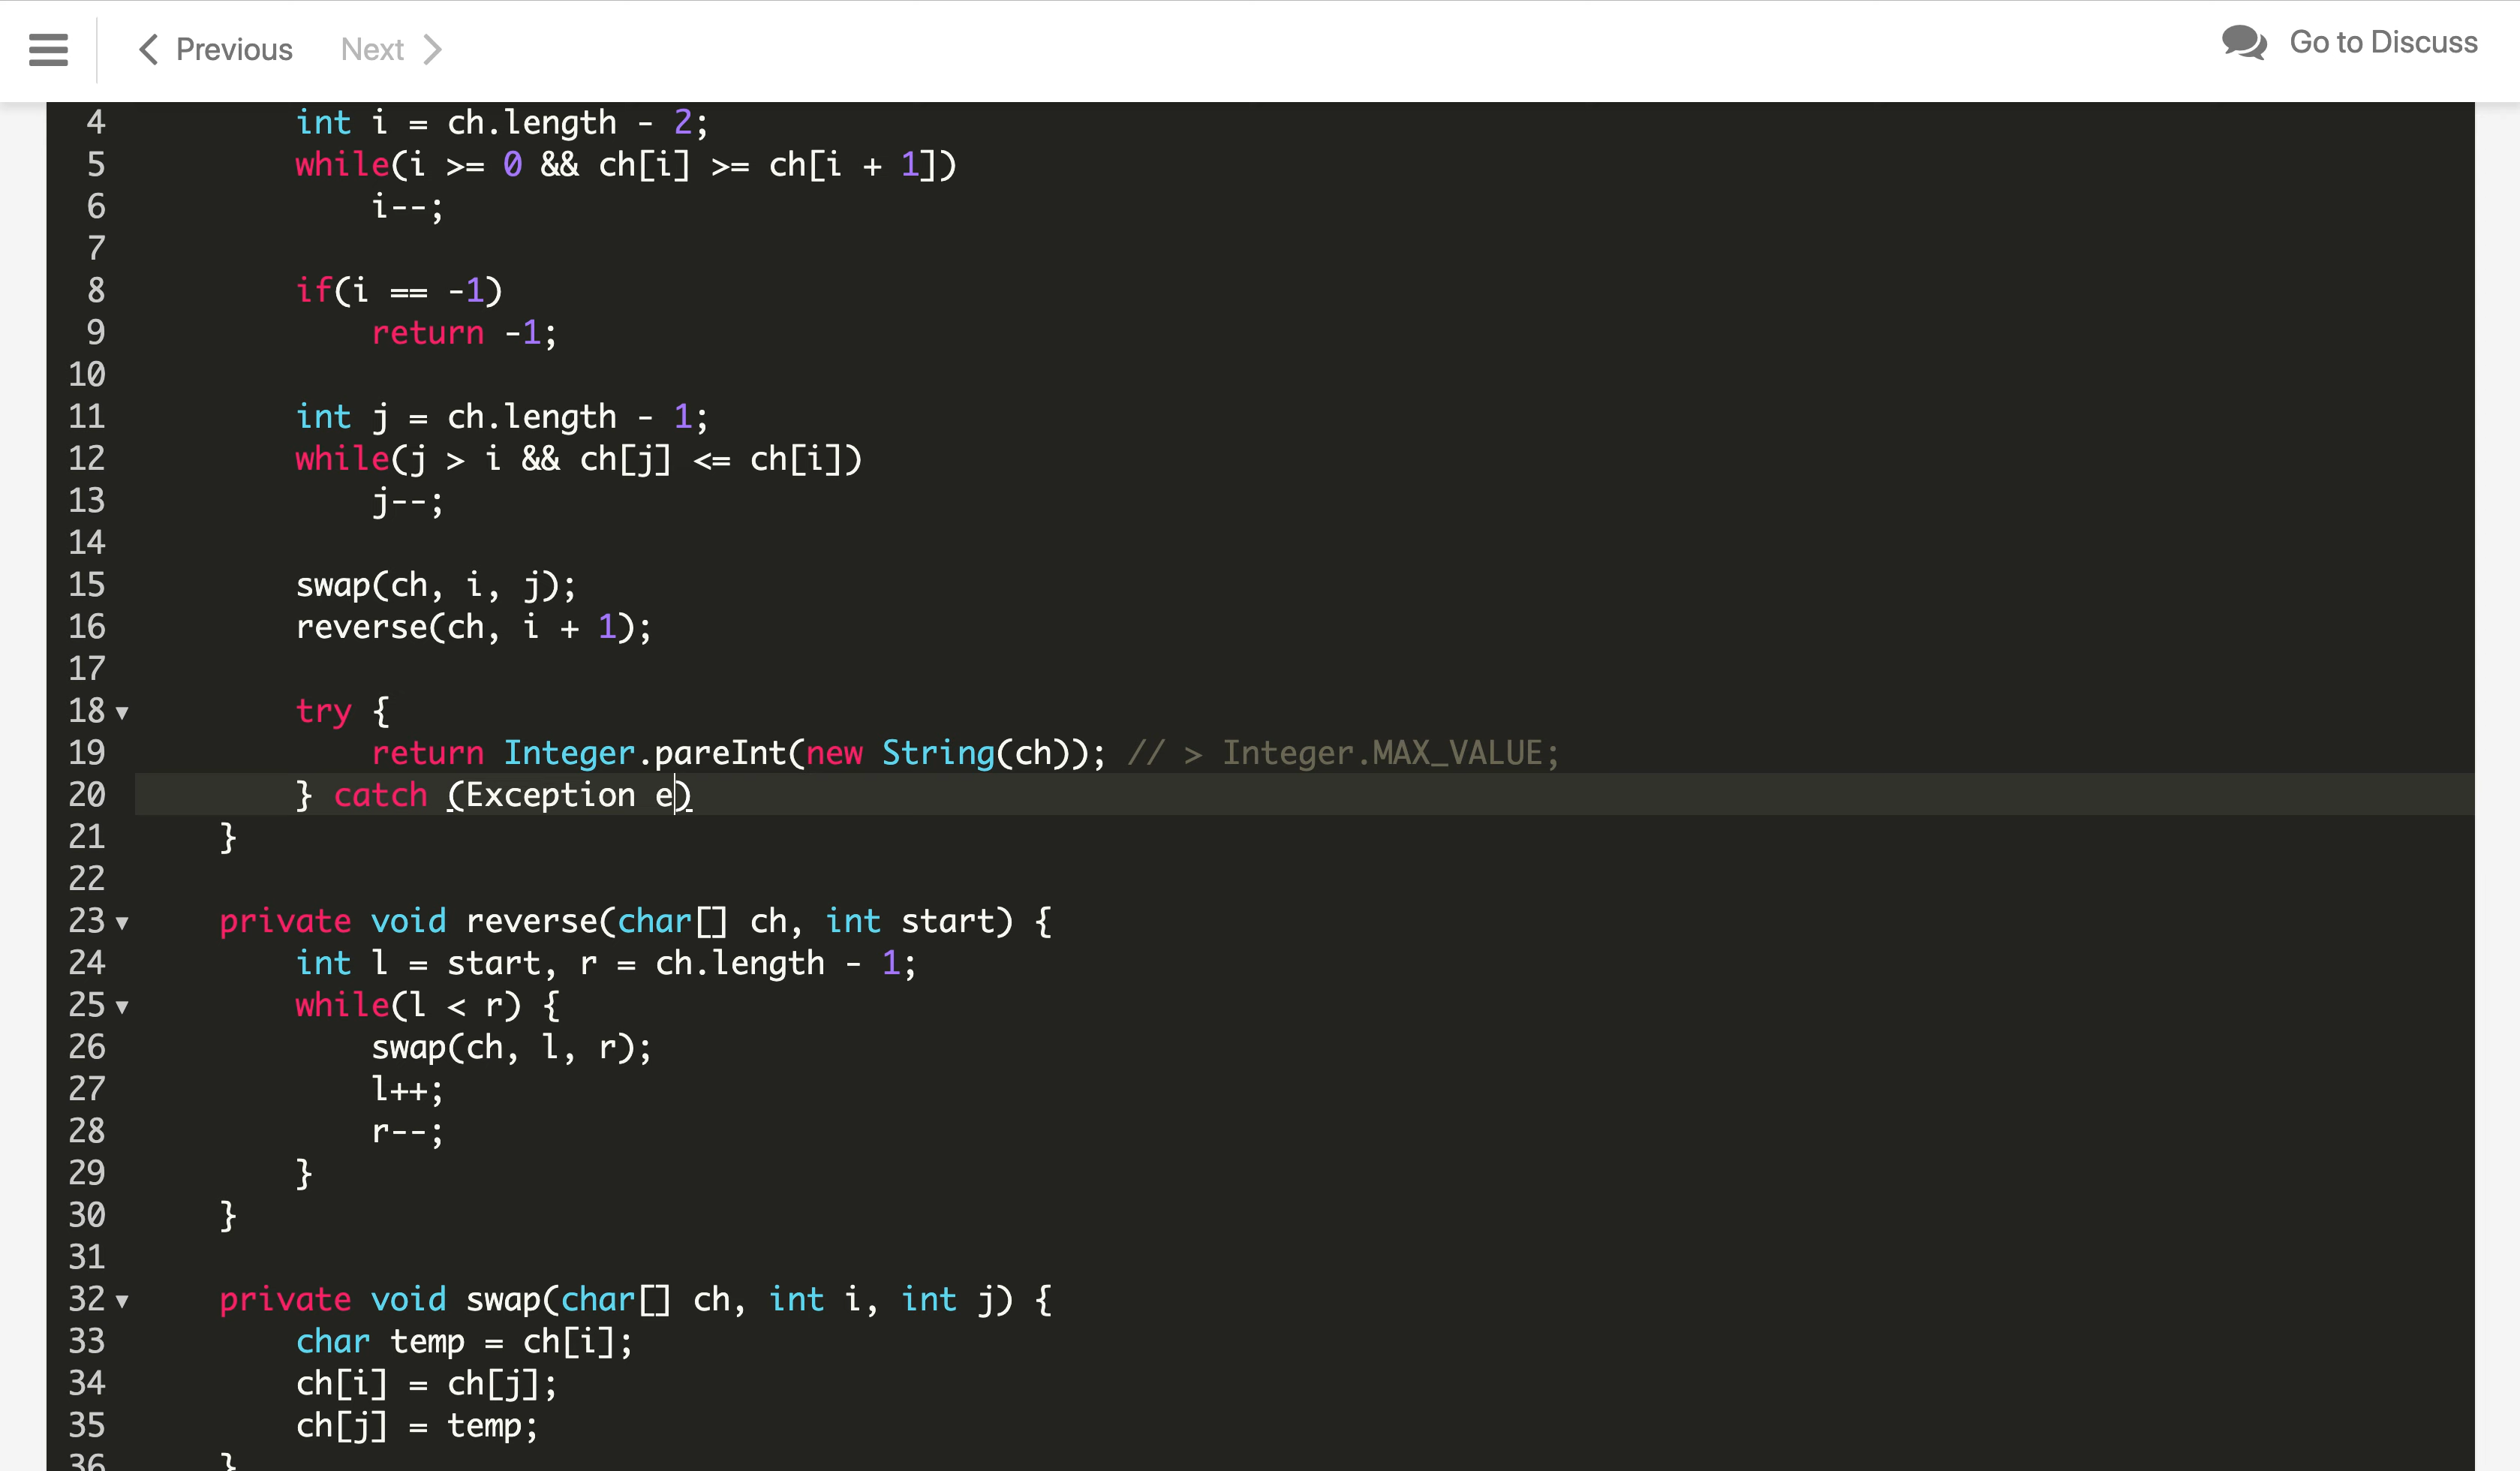 Previous Next Go to Discuss
4 int i = ch.length - 2;
5 while(i >= 0 && ch[i] >= ch[i + 1])
6 i--;
7
8 if(i == -1)
9 return -1;
10
11 int j = ch.length - 1;
12 while(j > i && ch[j] <= ch[i])
13 j--;
14
15 swap(ch, i, j);
16 reverse(ch, i + 1);
17
18 try {
19 return Integer.pareInt(new String(ch)); // > Integer.MAX_VALUE;
20 } catch (Exception e)
21 }
22
23 private void reverse(char[] ch, int start) {
24 int l = start, r = ch.length - 1;
25 while(l < r) {
26 swap(ch, l, r);
27 l++;
28 r--;
29 }
30 }
31
32 private void swap(char[] ch, int i, int j) {
33 char temp = ch[i];
34 ch[i] = ch[j];
35 ch[j] = temp;
36 }